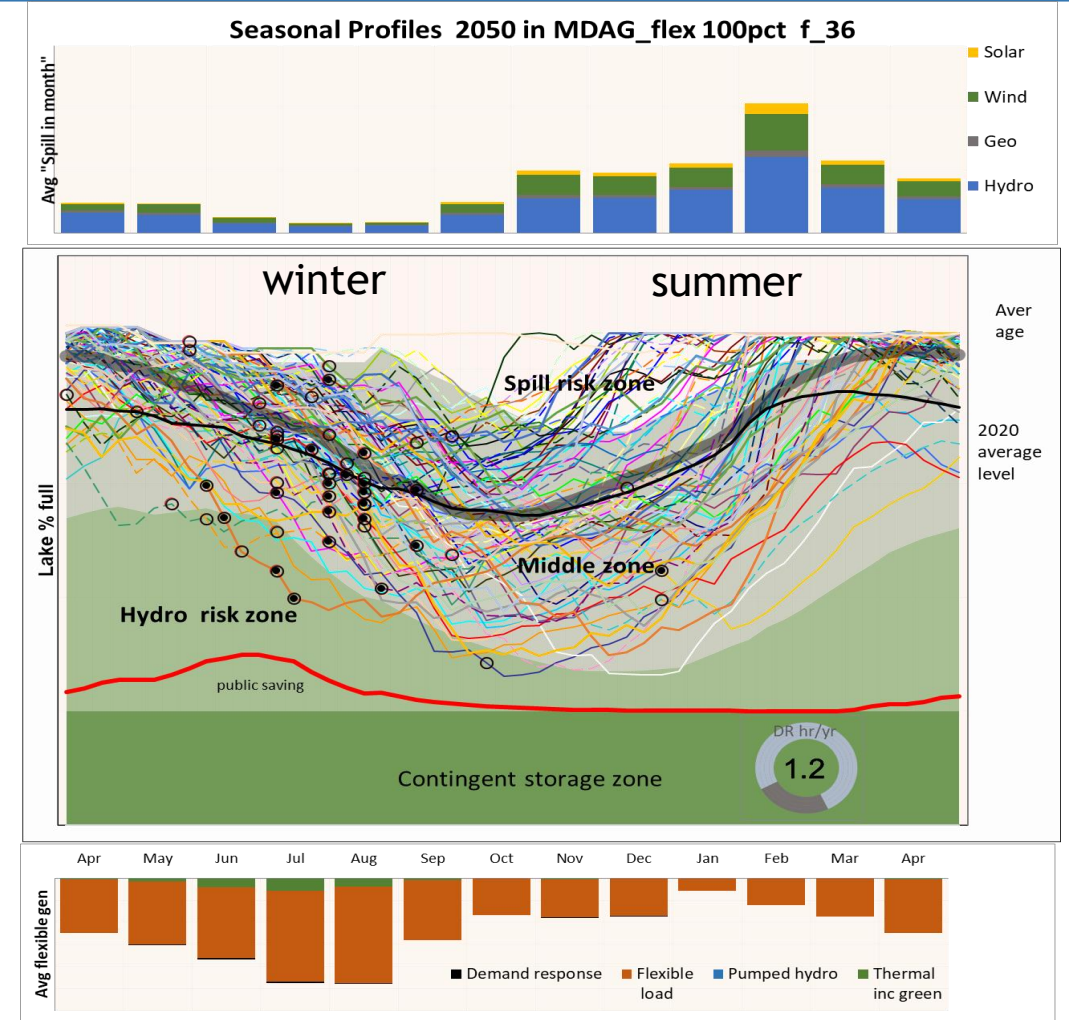 Seasonal Profiles 2050 in MDAG_flex 100pct f_36
Avg "Spill in month"
Solar
Wind
Geo
Hydro
winter
summer
Aver
age
Spill risk zone
2020
average
level
Lake % full
Middle zone
Hydro risk zone
public saving
DR hr/yr
1.2
Contingent storage zone
Apr May Jun Jul Aug Sep Oct Nov Dec Jan Feb Mar Apr
Avg flexible gen
Demand response
Flexible
load
Pumped hydro
Thermal
inc green